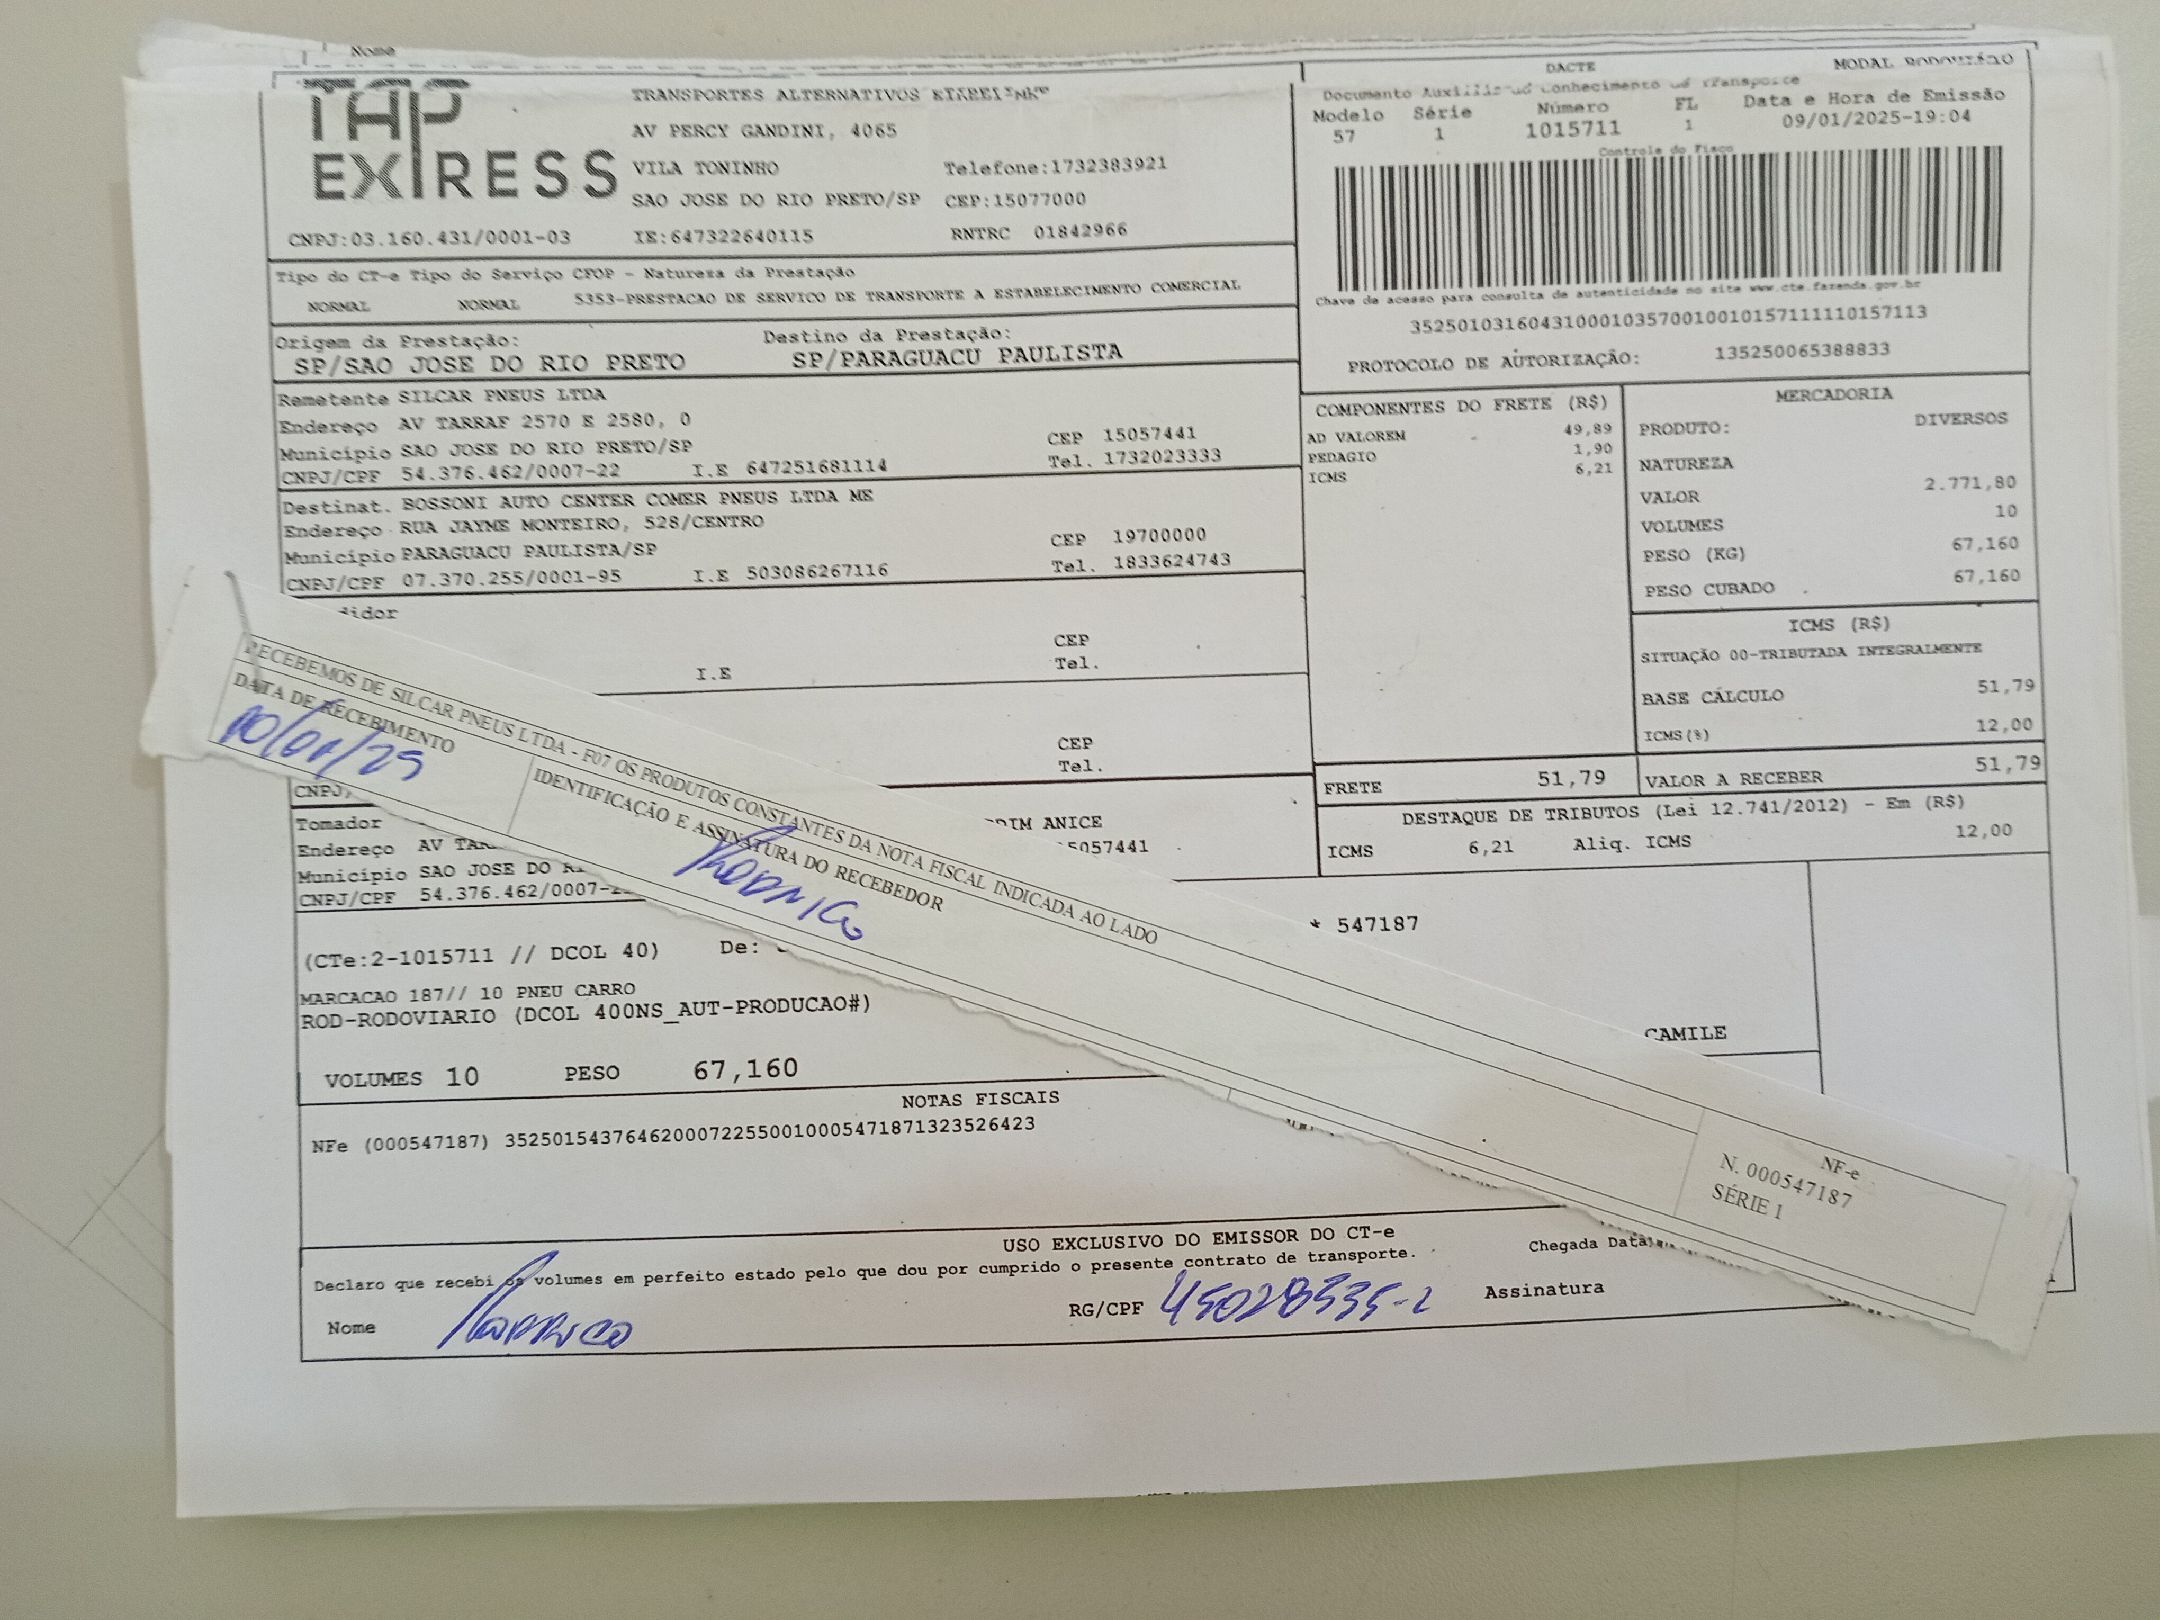 Nome
TAP EXPRESS
TRANSPORTES ALTERNATIVOS
AV PERCY GANDINI, 4065
VILA TONINHO Telefone:1732383921
SAO JOSE DO RIO PRETO/SP CEP:15077000
CNPJ:03.160.431/0001-03 IE:647322640115 RNTRC 01842966
DACTE MODAL RODOVIÁRIO
Documento Auxiliar do Conhecimento de Transporte
Modelo Série Número FL Data e Hora de Emissão
57 1 1015711 1 09/01/2025-19:04
Controle do Fisco
Chave de acesso para consulta de autenticidade no site www.cte.fazenda.gov.br
35250103160431000103570010010157111110157113
PROTOCOLO DE AUTORIZAÇÃO: 135250065388833
Tipo do CT-e Tipo do Serviço CFOP - Natureza da Prestação
NORMAL NORMAL 5353-PRESTACAO DE SERVICO DE TRANSPORTE A ESTABELECIMENTO COMERCIAL
Origem da Prestação: Destino da Prestação:
SP/SAO JOSE DO RIO PRETO SP/PARAGUACU PAULISTA
Remetente SILCAR PNEUS LTDA
Endereço AV TARRAF 2570 E 2580, 0
Município SAO JOSE DO RIO PRETO/SP CEP 15057441
CNPJ/CPF 54.376.462/0007-22 I.E 647251681114 Tel. 1732023333
Destinat. BOSSONI AUTO CENTER COMER PNEUS LTDA ME
Endereço RUA JAYME MONTEIRO, 528/CENTRO
Município PARAGUACU PAULISTA/SP CEP 19700000
CNPJ/CPF 07.370.255/0001-95 I.E 503086267116 Tel. 1833624743
CEP
I.E Tel.
CEP
Tel.
COMPONENTES DO FRETE (R$)
AD VALOREM 49,89
PEDAGIO 1,90
ICMS 6,21
MERCADORIA
PRODUTO: DIVERSOS
NATUREZA
VALOR 2.771,80
VOLUMES 10
PESO (KG) 67,160
PESO CUBADO 67,160
ICMS (R$)
SITUAÇÃO 00-TRIBUTADA INTEGRALMENTE
BASE CÁLCULO 51,79
ICMS(%) 12,00
FRETE 51,79 VALOR A RECEBER 51,79
DESTAQUE DE TRIBUTOS (Lei 12.741/2012) - Em (R$)
ICMS 6,21 Aliq. ICMS 12,00
RECEBEMOS DE SILCAR PNEUS LTDA - F07 OS PRODUTOS CONSTANTES DA NOTA FISCAL INDICADA AO LADO
DATA DE RECEBIMENTO IDENTIFICAÇÃO E ASSINATURA DO RECEBEDOR
10/01/25 Rodrigo
NF-e
N. 000547187
SÉRIE 1
CNPJ/
Tomador ANICE
Endereço AV
Município SAO JOSE DO
CNPJ/CPF 54.376.462/0007-
* 547187
(CTe:2-1015711 // DCOL 40) De:
MARCACAO 187// 10 PNEU CARRO
ROD-RODOVIARIO (DCOL 400NS_AUT-PRODUCAO#)
CAMILE
VOLUMES 10 PESO 67,160
NOTAS FISCAIS
NFe (000547187) 35250154376462000722550010005471871323526423
USO EXCLUSIVO DO EMISSOR DO CT-e
Declaro que recebi os volumes em perfeito estado pelo que dou por cumprido o presente contrato de transporte. Chegada Data
Nome Rodrigo RG/CPF 45028535-2 Assinatura